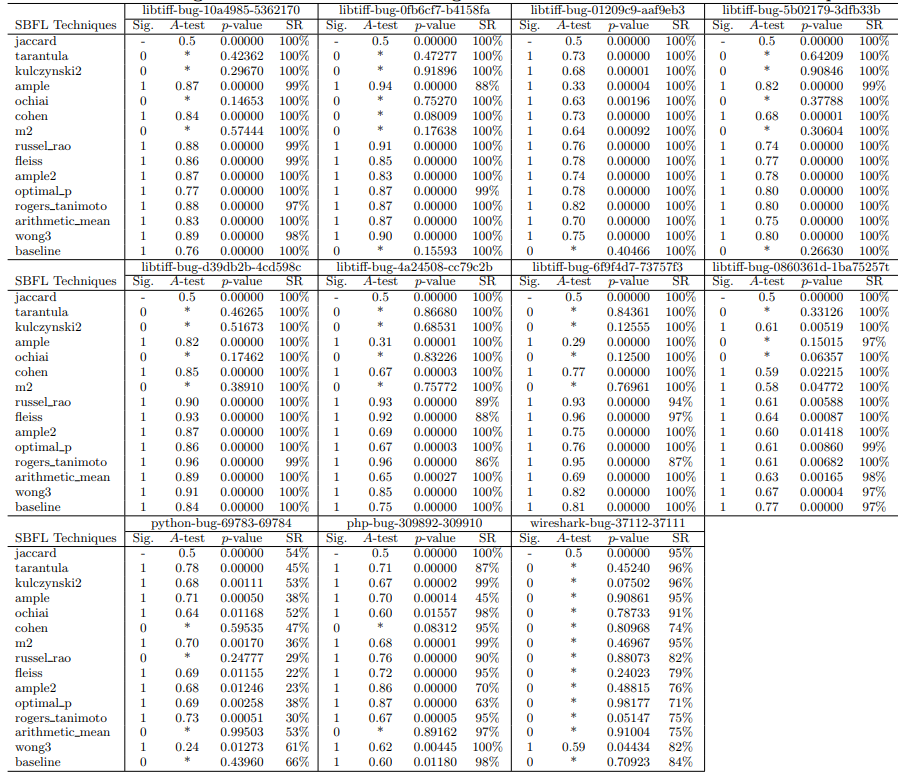 libtiff-bug-10a4985-5362170 libtiff-bug-0fb6cf7-b4158fa libtiff-bug-01209c9-aaf9eb3 libtiff-bug-5b02179-3dfb33b
SBFL Techniques Sig. A-test p-value SR Sig. A-test p-value SR Sig. A-test p-value SR Sig. A-test p-value SR
jaccard - 0.5 0.00000 100% - 0.5 0.00000 100% - 0.5 0.00000 100% - 0.5 0.00000 100%
tarantula 0 * 0.42362 100% 0 * 0.47277 100% 1 0.73 0.00000 100% 0 * 0.64209 100%
kulczynski2 0 * 0.29670 100% 0 * 0.91896 100% 1 0.68 0.00001 100% 0 * 0.90846 100%
ample 1 0.87 0.00000 99% 1 0.94 0.00000 88% 1 0.33 0.00004 100% 1 0.82 0.00000 99%
ochiai 0 * 0.14653 100% 0 * 0.75270 100% 1 0.63 0.00196 100% 0 * 0.37788 100%
cohen 1 0.84 0.00000 100% 0 * 0.08009 100% 1 0.73 0.00000 100% 1 0.68 0.00001 100%
m2 0 * 0.57444 100% 0 * 0.17638 100% 1 0.64 0.00092 100% 0 * 0.30604 100%
russel_rao 1 0.88 0.00000 99% 1 0.91 0.00000 100% 1 0.76 0.00000 100% 1 0.74 0.00000 100%
fleiss 1 0.86 0.00000 99% 1 0.85 0.00000 100% 1 0.78 0.00000 100% 1 0.77 0.00000 100%
ample2 1 0.87 0.00000 100% 1 0.83 0.00000 100% 1 0.74 0.00000 100% 1 0.78 0.00000 100%
optimal_p 1 0.77 0.00000 100% 1 0.87 0.00000 99% 1 0.78 0.00000 100% 1 0.80 0.00000 100%
rogers_tanimoto 1 0.88 0.00000 97% 1 0.87 0.00000 100% 1 0.82 0.00000 100% 1 0.80 0.00000 100%
arithmetic_mean 1 0.83 0.00000 100% 1 0.87 0.00000 100% 1 0.70 0.00000 100% 1 0.75 0.00000 100%
wong3 1 0.89 0.00000 98% 1 0.90 0.00000 100% 1 0.75 0.00000 100% 1 0.80 0.00000 100%
baseline 1 0.76 0.00000 100% 0 * 0.15593 100% 0 * 0.40466 100% 0 * 0.26630 100%
libtiff-bug-d39db2b-4cd598c libtiff-bug-4a24508-cc79c2b libtiff-bug-6f9f4d7-73757f3 libtiff-bug-0860361d-1ba75257t
SBFL Techniques Sig. A-test p-value SR Sig. A-test p-value SR Sig. A-test p-value SR Sig. A-test p-value SR
jaccard - 0.5 0.00000 100% - 0.5 0.00000 100% - 0.5 0.00000 100% - 0.5 0.00000 100%
tarantula 0 * 0.46265 100% 0 * 0.86680 100% 0 * 0.84361 100% 0 * 0.33126 100%
kulczynski2 0 * 0.51673 100% 0 * 0.68531 100% 0 * 0.12555 100% 1 0.61 0.00519 100%
ample 1 0.82 0.00000 100% 1 0.31 0.00001 100% 1 0.29 0.00000 100% 0 * 0.15015 97%
ochiai 0 * 0.17462 100% 0 * 0.83226 100% 0 * 0.12500 100% 0 * 0.06357 100%
cohen 1 0.85 0.00000 100% 1 0.67 0.00003 100% 1 0.77 0.00000 100% 1 0.59 0.02215 100%
m2 0 * 0.38910 100% 0 * 0.75772 100% 0 * 0.76961 100% 1 0.58 0.04772 100%
russel_rao 1 0.90 0.00000 100% 1 0.93 0.00000 89% 1 0.93 0.00000 94% 1 0.61 0.00588 100%
fleiss 1 0.93 0.00000 100% 1 0.92 0.00000 88% 1 0.96 0.00000 97% 1 0.64 0.00087 100%
ample2 1 0.87 0.00000 100% 1 0.69 0.00000 100% 1 0.75 0.00000 100% 1 0.60 0.01418 100%
optimal_p 1 0.86 0.00000 100% 1 0.67 0.00003 100% 1 0.76 0.00000 100% 1 0.61 0.00860 99%
rogers_tanimoto 1 0.96 0.00000 99% 1 0.96 0.00000 86% 1 0.95 0.00000 87% 1 0.61 0.00682 100%
arithmetic_mean 1 0.89 0.00000 100% 1 0.65 0.00027 100% 1 0.69 0.00000 100% 1 0.63 0.00165 98%
wong3 1 0.91 0.00000 100% 1 0.85 0.00000 100% 1 0.82 0.00000 100% 1 0.67 0.00004 97%
baseline 1 0.84 0.00000 100% 1 0.75 0.00000 100% 1 0.81 0.00000 100% 1 0.77 0.00000 97%
python-bug-69783-69784 php-bug-309892-309910 wireshark-bug-37112-37111
SBFL Techniques Sig. A-test p-value SR Sig. A-test p-value SR Sig. A-test p-value SR
jaccard - 0.5 0.00000 54% - 0.5 0.00000 100% - 0.5 0.00000 95%
tarantula 1 0.78 0.00000 45% 1 0.71 0.00000 87% 0 * 0.45240 96%
kulczynski2 1 0.68 0.00111 53% 1 0.67 0.00002 99% 0 * 0.07502 96%
ample 1 0.71 0.00050 38% 1 0.70 0.00014 45% 0 * 0.90861 95%
ochiai 1 0.64 0.01168 52% 1 0.60 0.01557 98% 0 * 0.78733 91%
cohen 0 * 0.59535 47% 0 * 0.08312 95% 0 * 0.80968 74%
m2 1 0.70 0.00170 36% 1 0.68 0.00001 99% 0 * 0.46967 95%
russel_rao 0 * 0.24777 29% 1 0.76 0.00000 90% 0 * 0.88073 82%
fleiss 1 0.69 0.01155 22% 1 0.72 0.00000 95% 0 * 0.24023 79%
ample2 1 0.68 0.01246 23% 1 0.86 0.00000 70% 0 * 0.48815 76%
optimal_p 1 0.69 0.00258 38% 1 0.87 0.00000 63% 0 * 0.98177 71%
rogers_tanimoto 1 0.73 0.00051 30% 1 0.67 0.00005 95% 0 * 0.05147 75%
arithmetic_mean 0 * 0.99503 53% 0 * 0.89162 97% 0 * 0.91004 75%
wong3 1 0.24 0.01273 61% 1 0.62 0.00445 100% 1 0.59 0.04434 82%
baseline 0 * 0.43960 66% 1 0.60 0.01180 98% 0 * 0.70923 84%